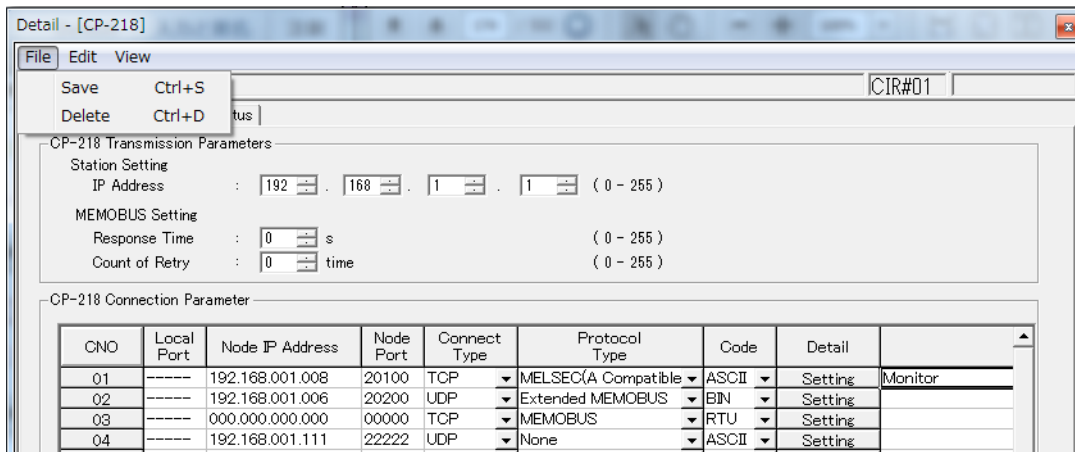 Detail - [CP-218]
File Edit View
Save Ctrl+S
Delete Ctrl+D
CIR#01
tus
CP-218 Transmission Parameters
Station Setting
IP Address : 192 . 168 . 1 . 1 ( 0 - 255 )
MEMOBUS Setting
Response Time : 0 s ( 0 - 255 )
Count of Retry : 0 time ( 0 - 255 )
CP-218 Connection Parameter
CNO Local Port Node IP Address Node Port Connect Type Protocol Type Code Detail
01 ----- 192.168.001.008 20100 TCP MELSEC(A Compatible ASCII Setting Monitor
02 ----- 192.168.001.006 20200 UDP Extended MEMOBUS BIN Setting
03 ----- 000.000.000.000 00000 TCP MEMOBUS RTU Setting
04 ----- 192.168.001.111 22222 UDP None ASCII Setting